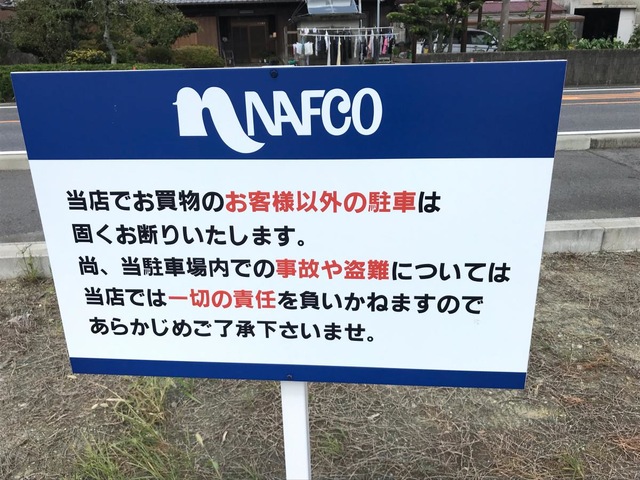 NAFCO
当店でお買物のお客様以外の駐車は
固くお断りいたします。
尚、当駐車場内での事故や盗難については
当店では一切の責任を負いかねますので
あらかじめご了承下さいませ。